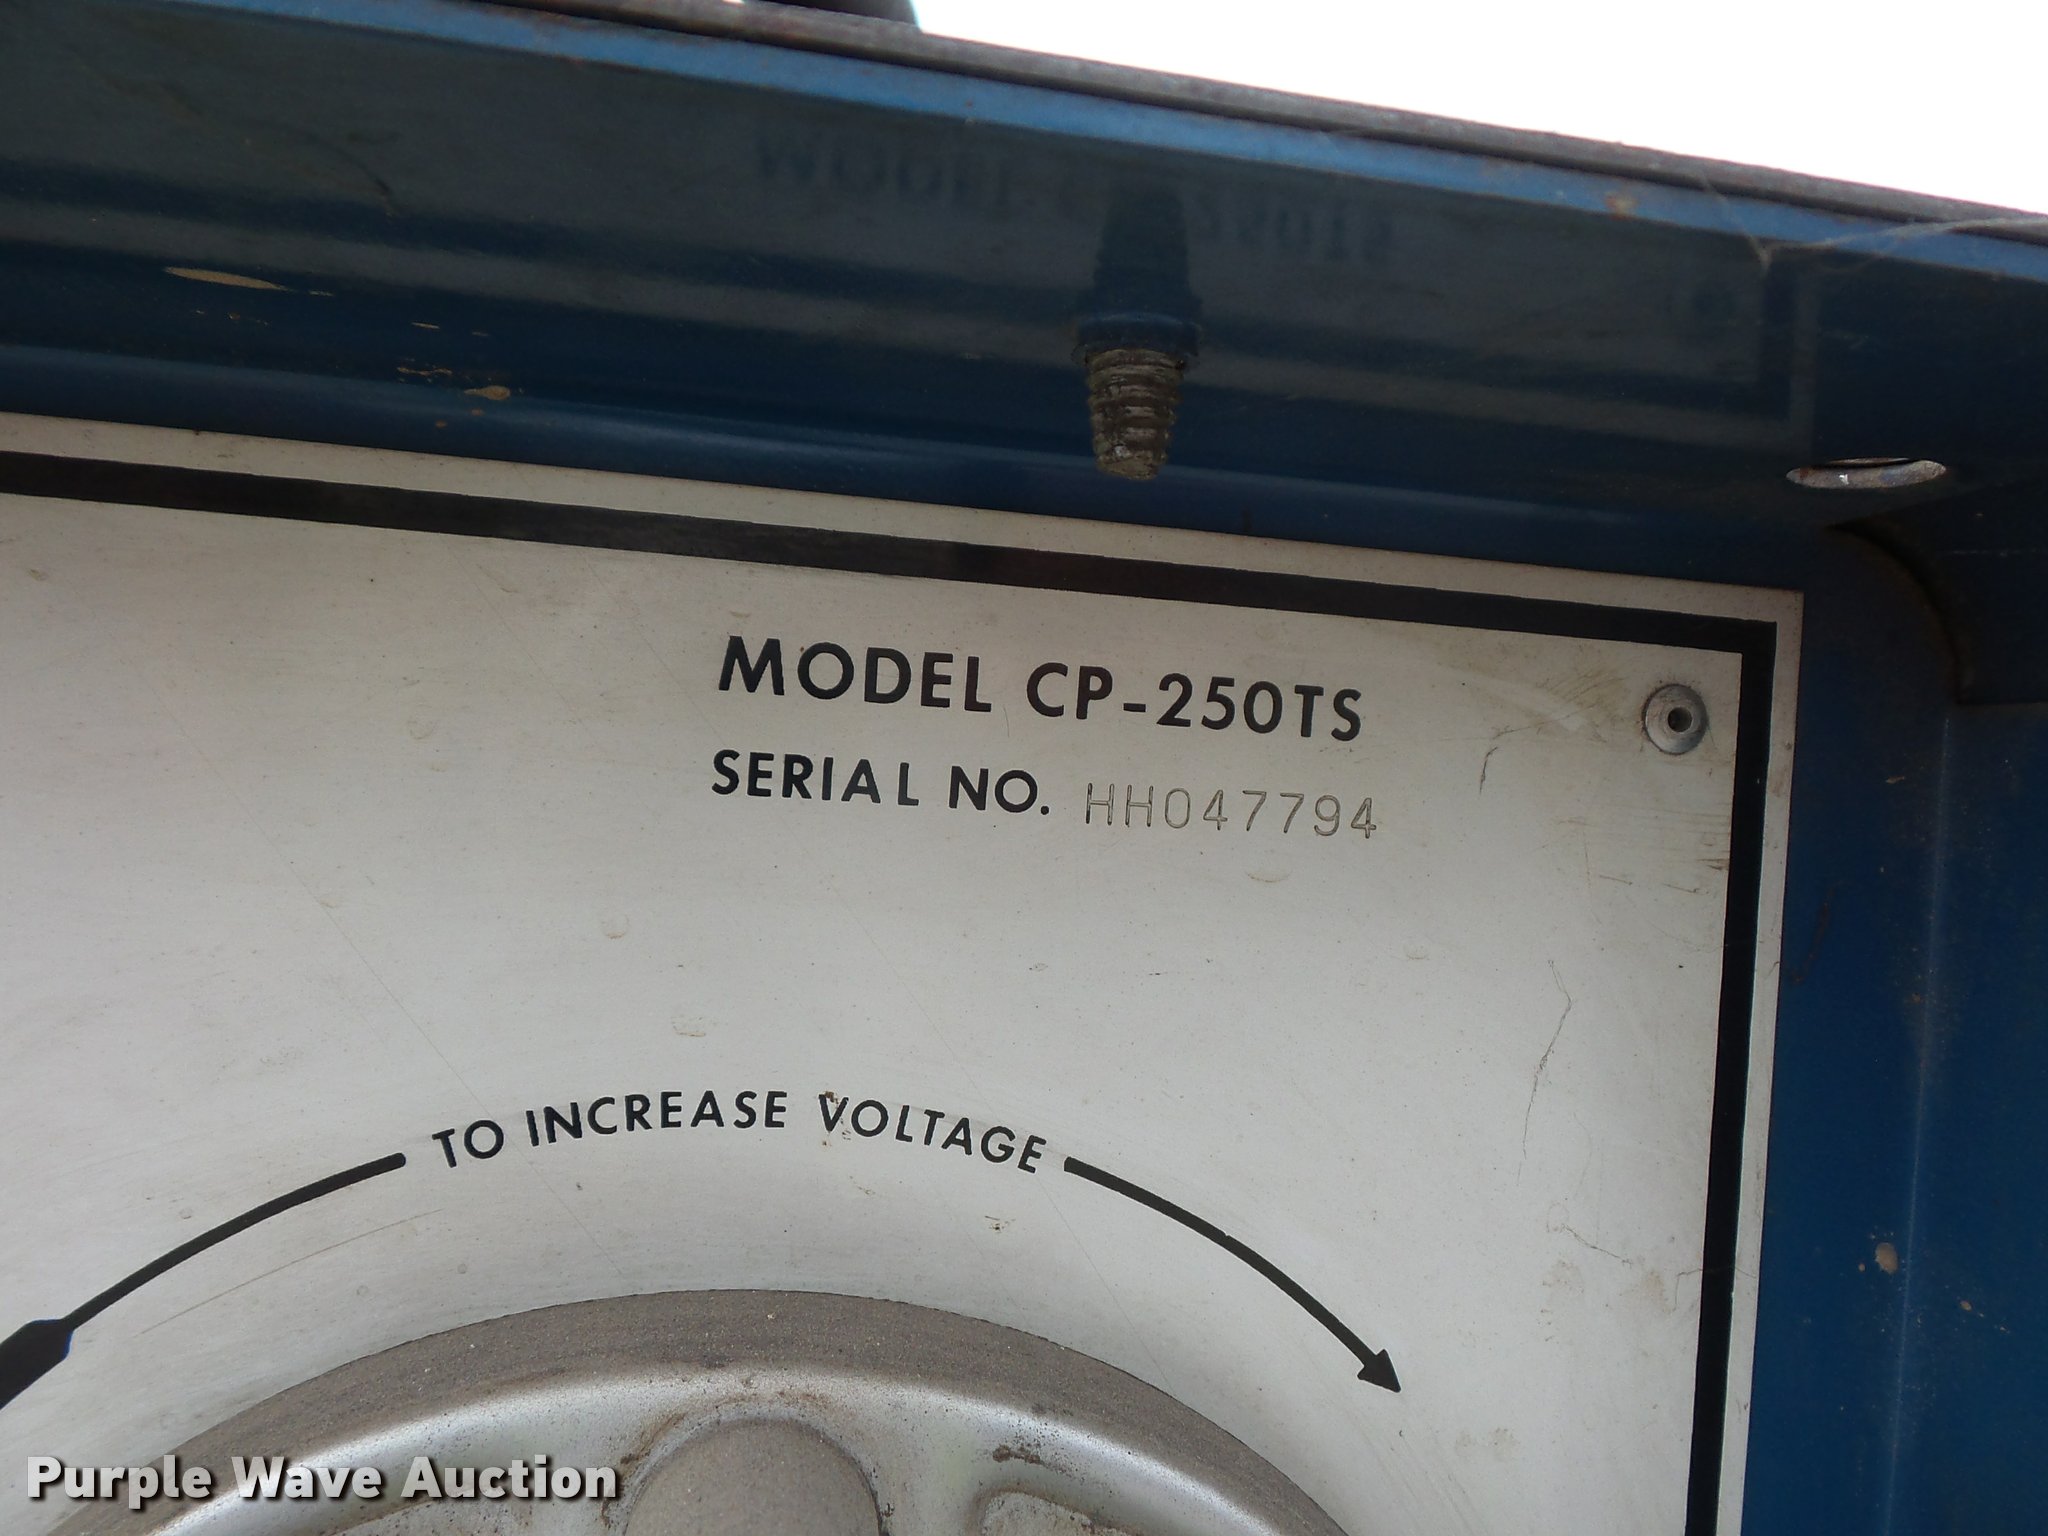 MODEL CP-250TS
SERIAL NO. HH047794
TO INCREASE VOLTAGE
Purple Wave Auction